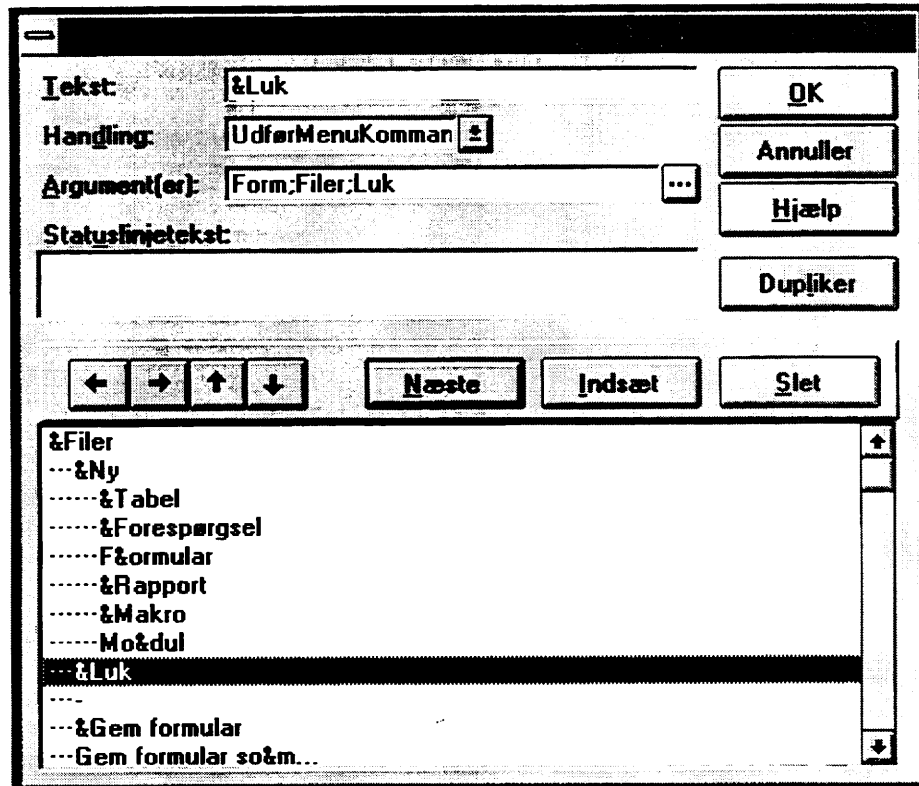 Tekst: &Luk
OK
Handling: UdførMenuKomman
Annuller
Argument(er): Form;Filer;Luk ...
Hjælp
Statuslinjetekst:
Dupliker
Næste Indsæt Slet
&Filer
---&Ny
------&Tabel
------&Forespørgsel
------F&ormular
------&Rapport
------&Makro
------Mo&dul
---&Luk
----
---&Gem formular
---Gem formular so&m...